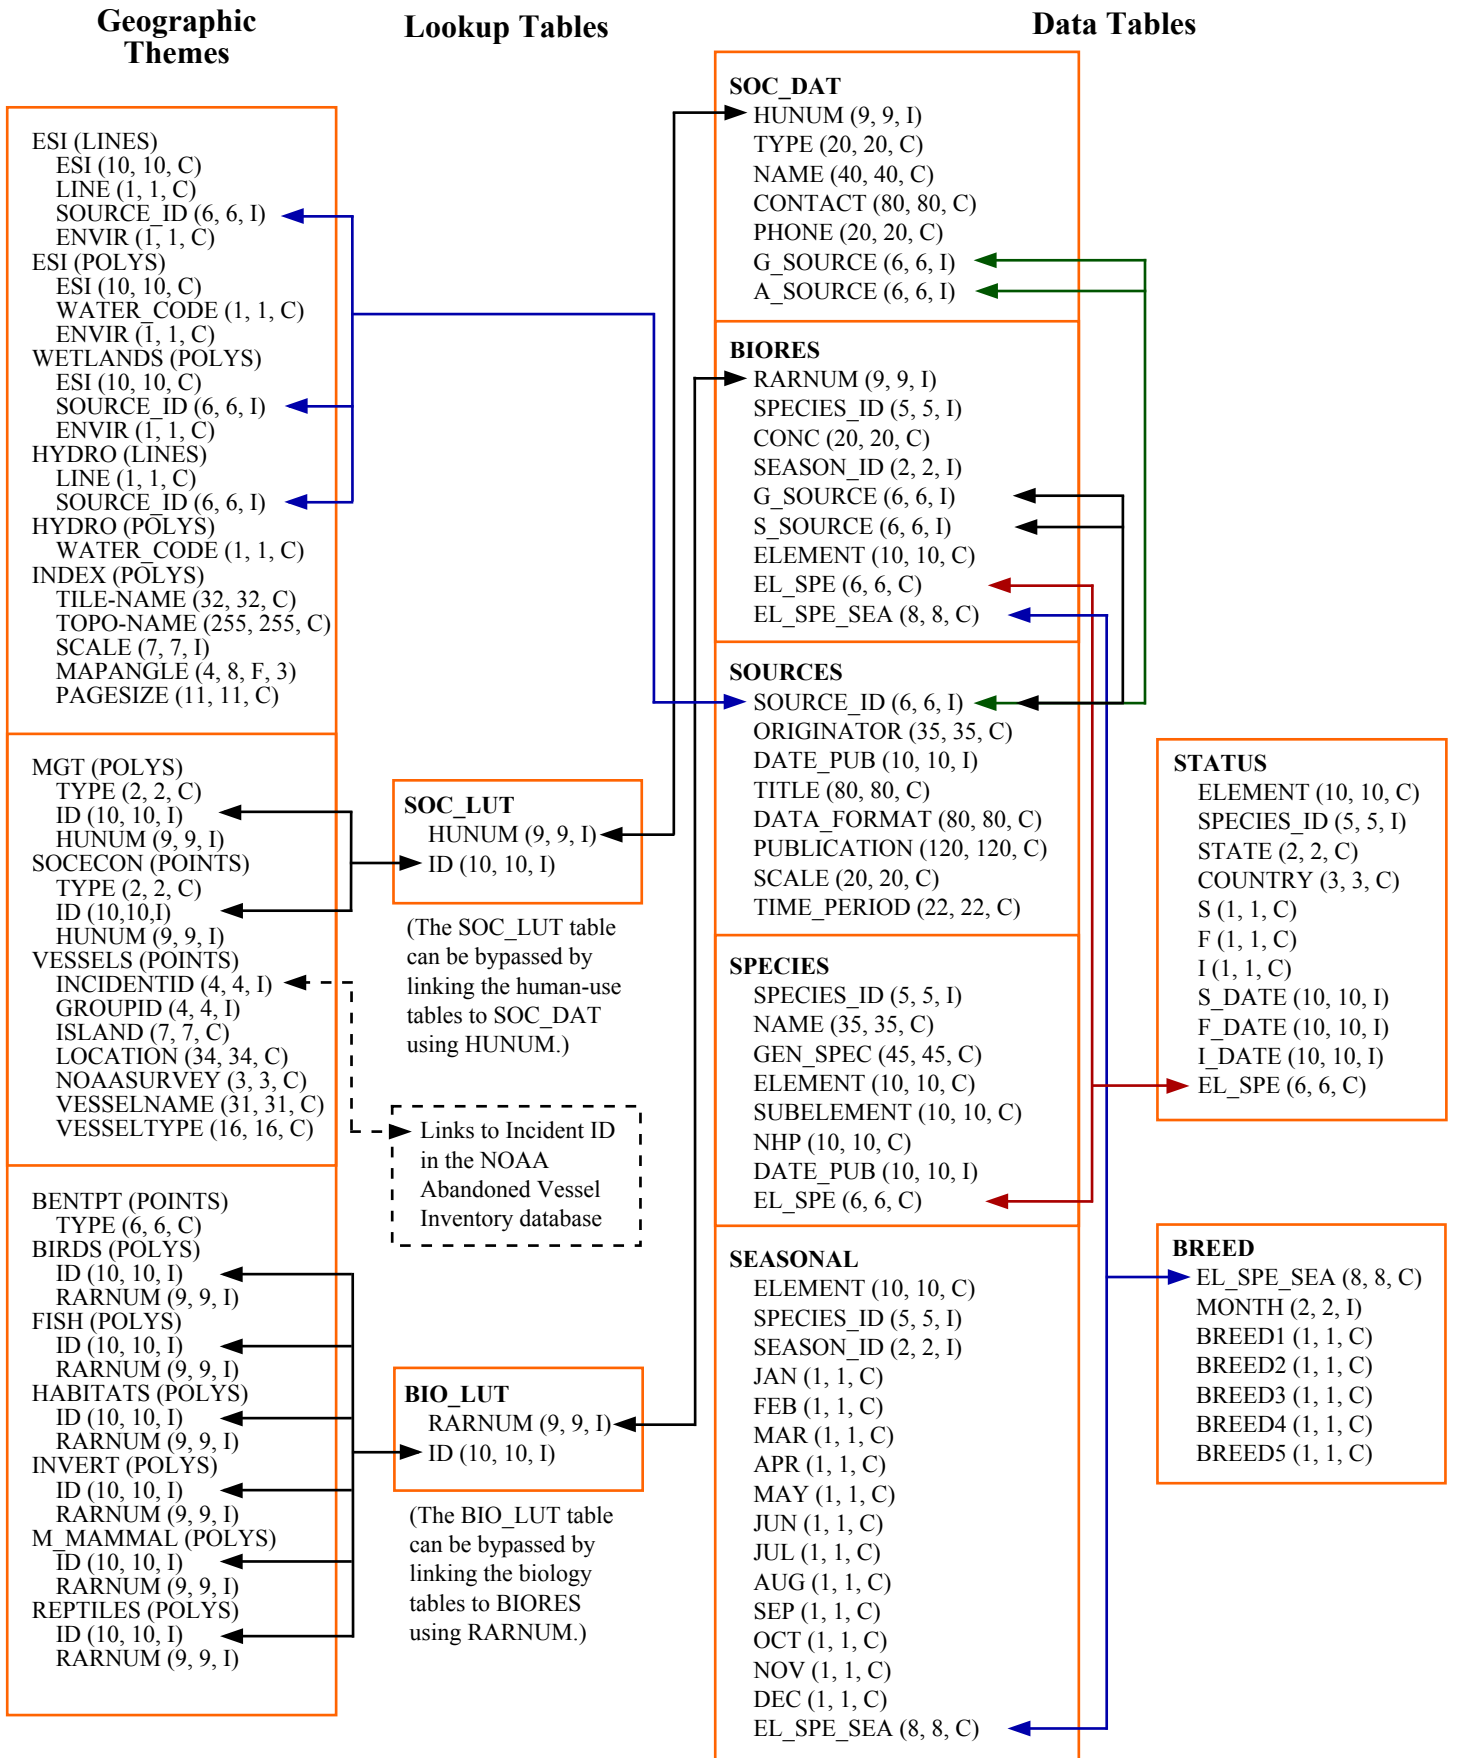 Geographic
Themes
Lookup Tables
Data Tables
ESI (LINES)
ESI (10, 10, C)
LINE (1, 1, C)
SOURCE_ID (6, 6, I)
ENVIR (1, 1, C)
ESI (POLYS)
ESI (10, 10, C)
WATER_CODE (1, 1, C)
ENVIR (1, 1, C)
WETLANDS (POLYS)
ESI (10, 10, C)
SOURCE_ID (6, 6, I)
ENVIR (1, 1, C)
HYDRO (LINES)
LINE (1, 1, C)
SOURCE_ID (6, 6, I)
HYDRO (POLYS)
WATER_CODE (1, 1, C)
INDEX (POLYS)
TILE-NAME (32, 32, C)
TOPO-NAME (255, 255, C)
SCALE (7, 7, I)
MAPANGLE (4, 8, F, 3)
PAGESIZE (11, 11, C)
MGT (POLYS)
TYPE (2, 2, C)
ID (10, 10, I)
HUNUM (9, 9, I)
SOCECON (POINTS)
TYPE (2, 2, C)
ID (10,10,I)
HUNUM (9, 9, I)
VESSELS (POINTS)
INCIDENTID (4, 4, I)
GROUPID (4, 4, I)
ISLAND (7, 7, C)
LOCATION (34, 34, C)
NOAASURVEY (3, 3, C)
VESSELNAME (31, 31, C)
VESSELTYPE (16, 16, C)
BENTPT (POINTS)
TYPE (6, 6, C)
BIRDS (POLYS)
ID (10, 10, I)
RARNUM (9, 9, I)
FISH (POLYS)
ID (10, 10, I)
RARNUM (9, 9, I)
HABITATS (POLYS)
ID (10, 10, I)
RARNUM (9, 9, I)
INVERT (POLYS)
ID (10, 10, I)
RARNUM (9, 9, I)
M_MAMMAL (POLYS)
ID (10, 10, I)
RARNUM (9, 9, I)
REPTILES (POLYS)
ID (10, 10, I)
RARNUM (9, 9, I)
SOC_LUT
HUNUM (9, 9, I)
ID (10, 10, I)
(The SOC_LUT table
can be bypassed by
linking the human-use
tables to SOC_DAT
using HUNUM.)
Links to Incident ID
in the NOAA
Abandoned Vessel
Inventory database
BIO_LUT
RARNUM (9, 9, I)
ID (10, 10, I)
(The BIO_LUT table
can be bypassed by
linking the biology
tables to BIORES
using RARNUM.)
SOC_DAT
HUNUM (9, 9, I)
TYPE (20, 20, C)
NAME (40, 40, C)
CONTACT (80, 80, C)
PHONE (20, 20, C)
G_SOURCE (6, 6, I)
A_SOURCE (6, 6, I)
BIORES
RARNUM (9, 9, I)
SPECIES_ID (5, 5, I)
CONC (20, 20, C)
SEASON_ID (2, 2, I)
G_SOURCE (6, 6, I)
S_SOURCE (6, 6, I)
ELEMENT (10, 10, C)
EL_SPE (6, 6, C)
EL_SPE_SEA (8, 8, C)
SOURCES
SOURCE_ID (6, 6, I)
ORIGINATOR (35, 35, C)
DATE_PUB (10, 10, I)
TITLE (80, 80, C)
DATA_FORMAT (80, 80, C)
PUBLICATION (120, 120, C)
SCALE (20, 20, C)
TIME_PERIOD (22, 22, C)
SPECIES
SPECIES_ID (5, 5, I)
NAME (35, 35, C)
GEN_SPEC (45, 45, C)
ELEMENT (10, 10, C)
SUBELEMENT (10, 10, C)
NHP (10, 10, C)
DATE_PUB (10, 10, I)
EL_SPE (6, 6, C)
SEASONAL
ELEMENT (10, 10, C)
SPECIES_ID (5, 5, I)
SEASON_ID (2, 2, I)
JAN (1, 1, C)
FEB (1, 1, C)
MAR (1, 1, C)
APR (1, 1, C)
MAY (1, 1, C)
JUN (1, 1, C)
JUL (1, 1, C)
AUG (1, 1, C)
SEP (1, 1, C)
OCT (1, 1, C)
NOV (1, 1, C)
DEC (1, 1, C)
EL_SPE_SEA (8, 8, C)
STATUS
ELEMENT (10, 10, C)
SPECIES_ID (5, 5, I)
STATE (2, 2, C)
COUNTRY (3, 3, C)
S (1, 1, C)
F (1, 1, C)
I (1, 1, C)
S_DATE (10, 10, I)
F_DATE (10, 10, I)
I_DATE (10, 10, I)
EL_SPE (6, 6, C)
BREED
EL_SPE_SEA (8, 8, C)
MONTH (2, 2, I)
BREED1 (1, 1, C)
BREED2 (1, 1, C)
BREED3 (1, 1, C)
BREED4 (1, 1, C)
BREED5 (1, 1, C)